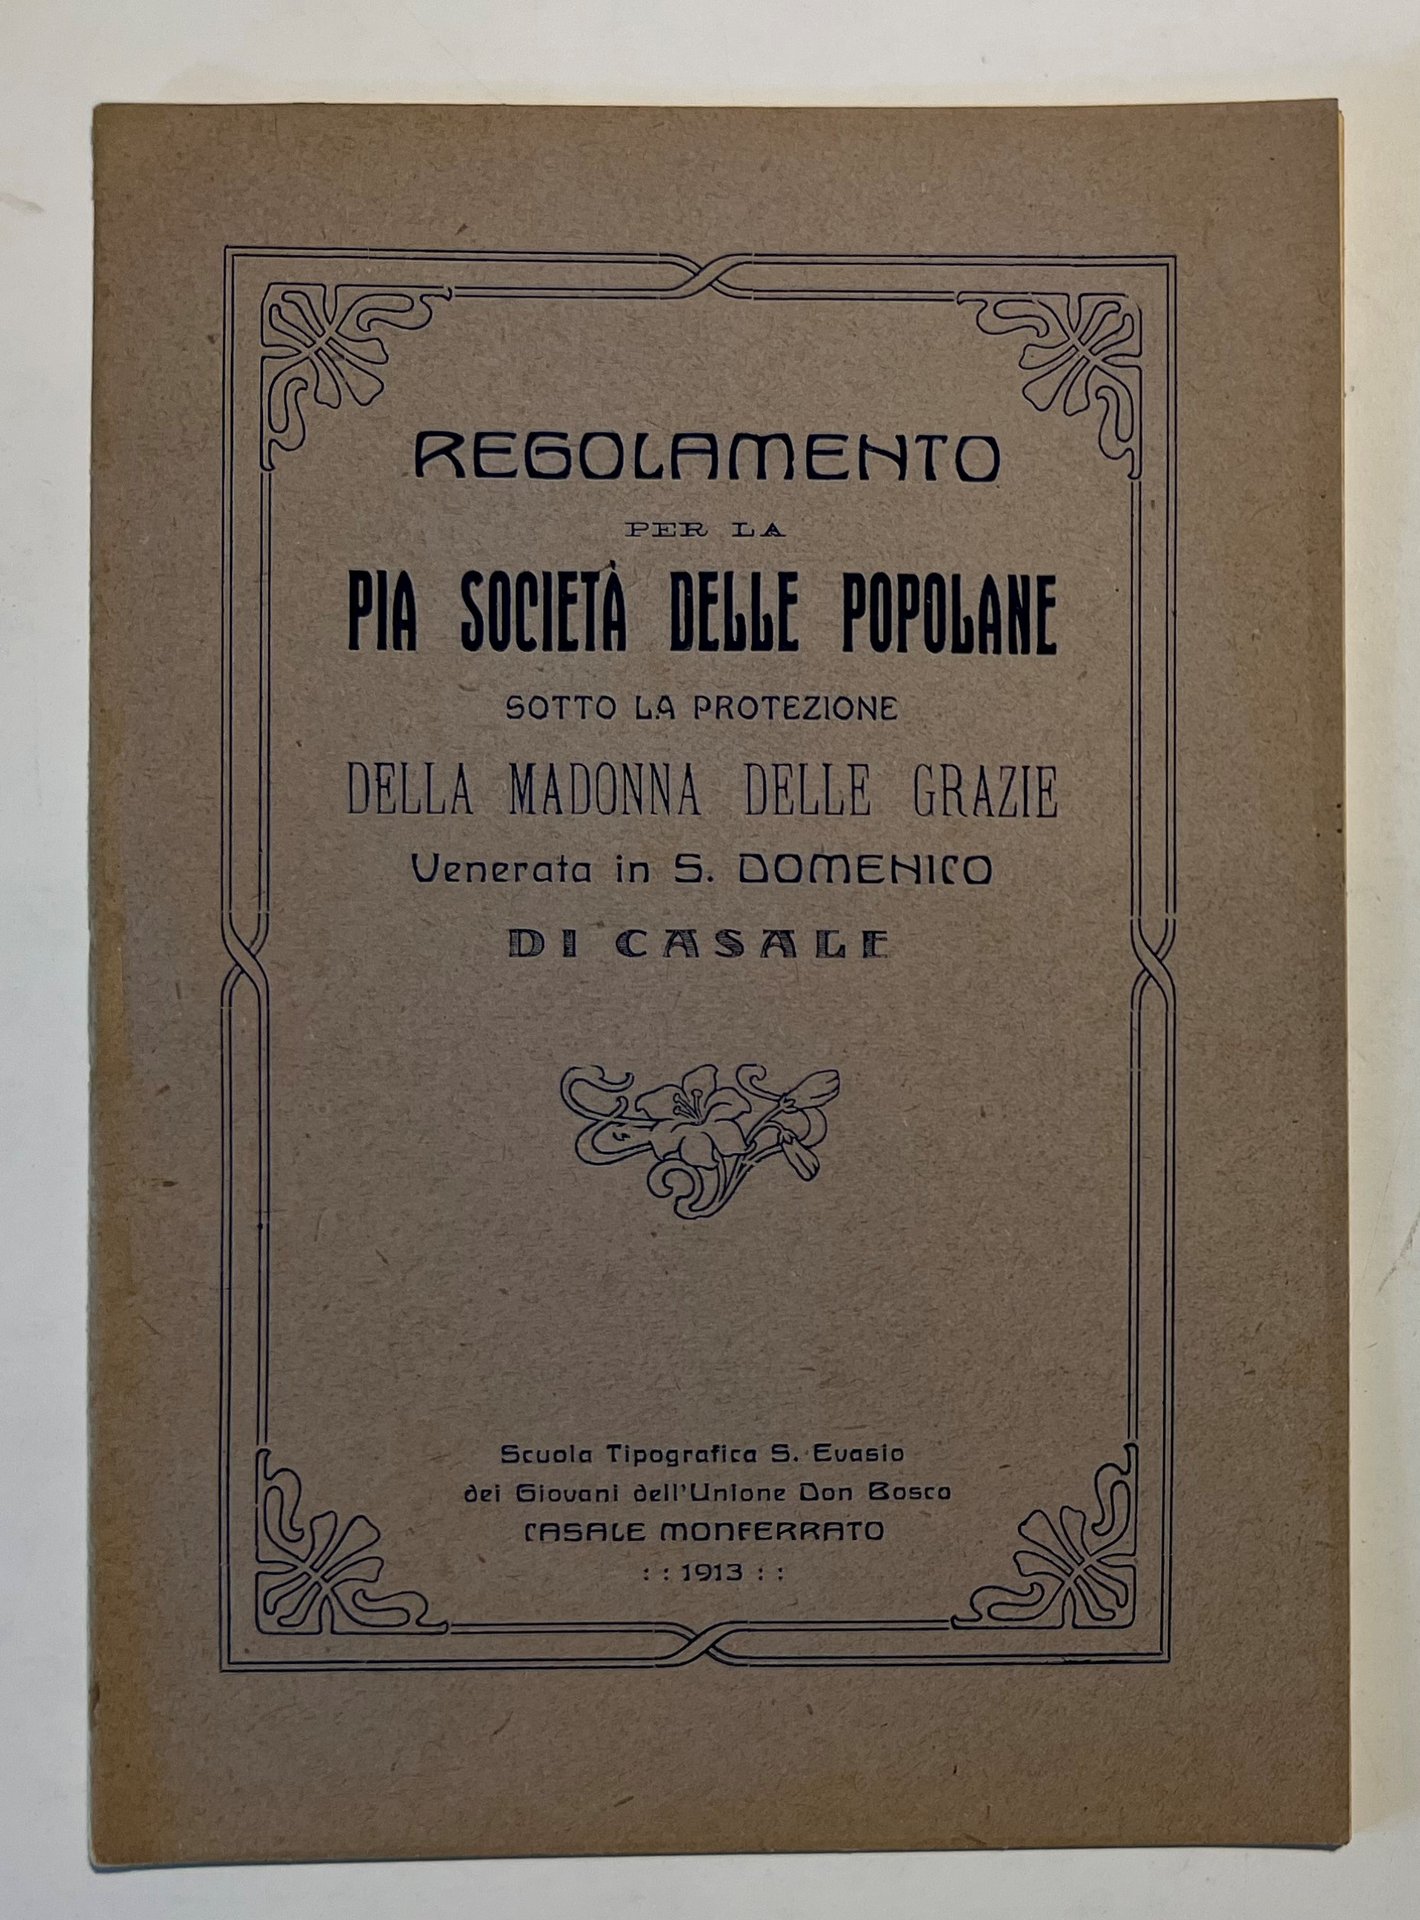 REGOLAMENTO
PER LA
PIA SOCIETÀ DELLE POPOLANE
SOTTO LA PROTEZIONE
DELLA MADONNA DELLE GRAZIE
Venerata in S. DOMENICO
DI CASALE
Scuola Tipografica S. Evasio
dei Giovani dell'Unione Don Bosco
CASALE MONFERRATO
: : 1913 : :